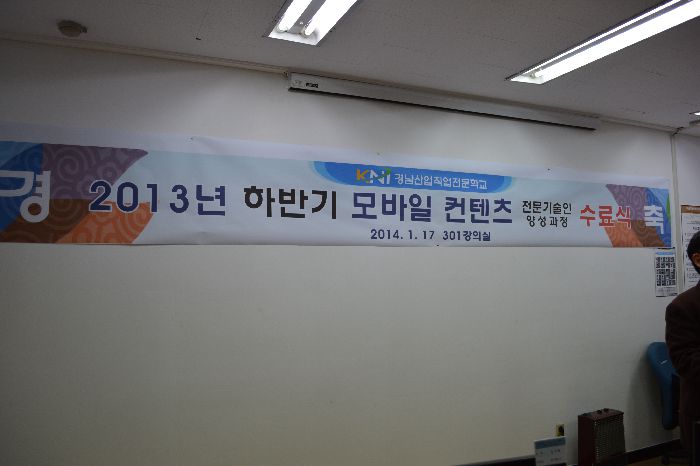 KNI 경남산업직업전문학교
경 2013년 하반기 모바일 컨텐츠 전문기술인 양성과정 수료식 축
2014. 1. 17 301강의실